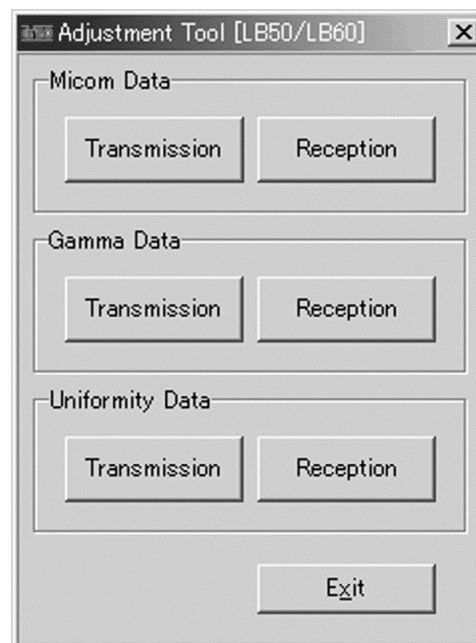 Adjustment Tool [LB50/LB60]
Micom Data
Transmission Reception
Gamma Data
Transmission Reception
Uniformity Data
Transmission Reception
Exit